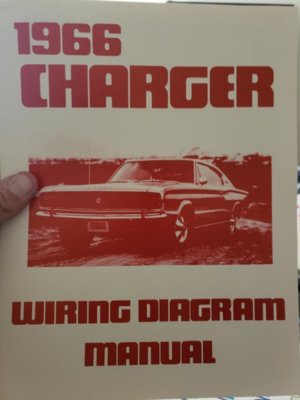 1966
CHARGER
WIRING DIAGRAM
MANUAL